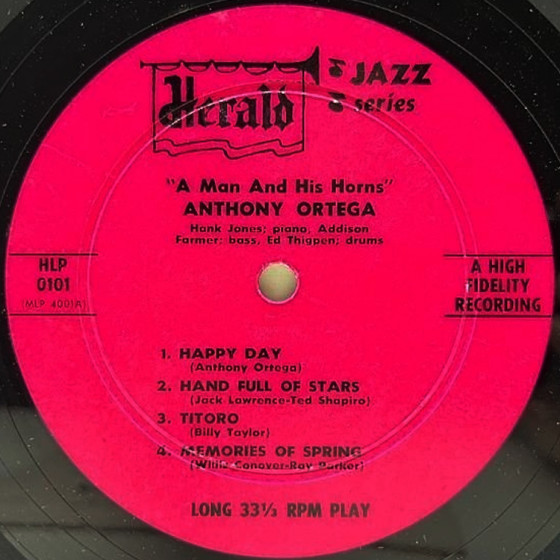 Herald
JAZZ
series
"A Man And His Horns"
ANTHONY ORTEGA
Hank Jones; piano, Addison
Farmer; bass, Ed Thigpen; drums
HLP
0101
(MLP 4001A)
A HIGH
FIDELITY
RECORDING
1. HAPPY DAY
(Anthony Ortega)
2. HAND FULL OF STARS
(Jack Lawrence-Ted Shapiro)
3. TITORO
(Billy Taylor)
4. MEMORIES OF SPRING
(Willis Conover-Ray Parker)
LONG 33⅓ RPM PLAY